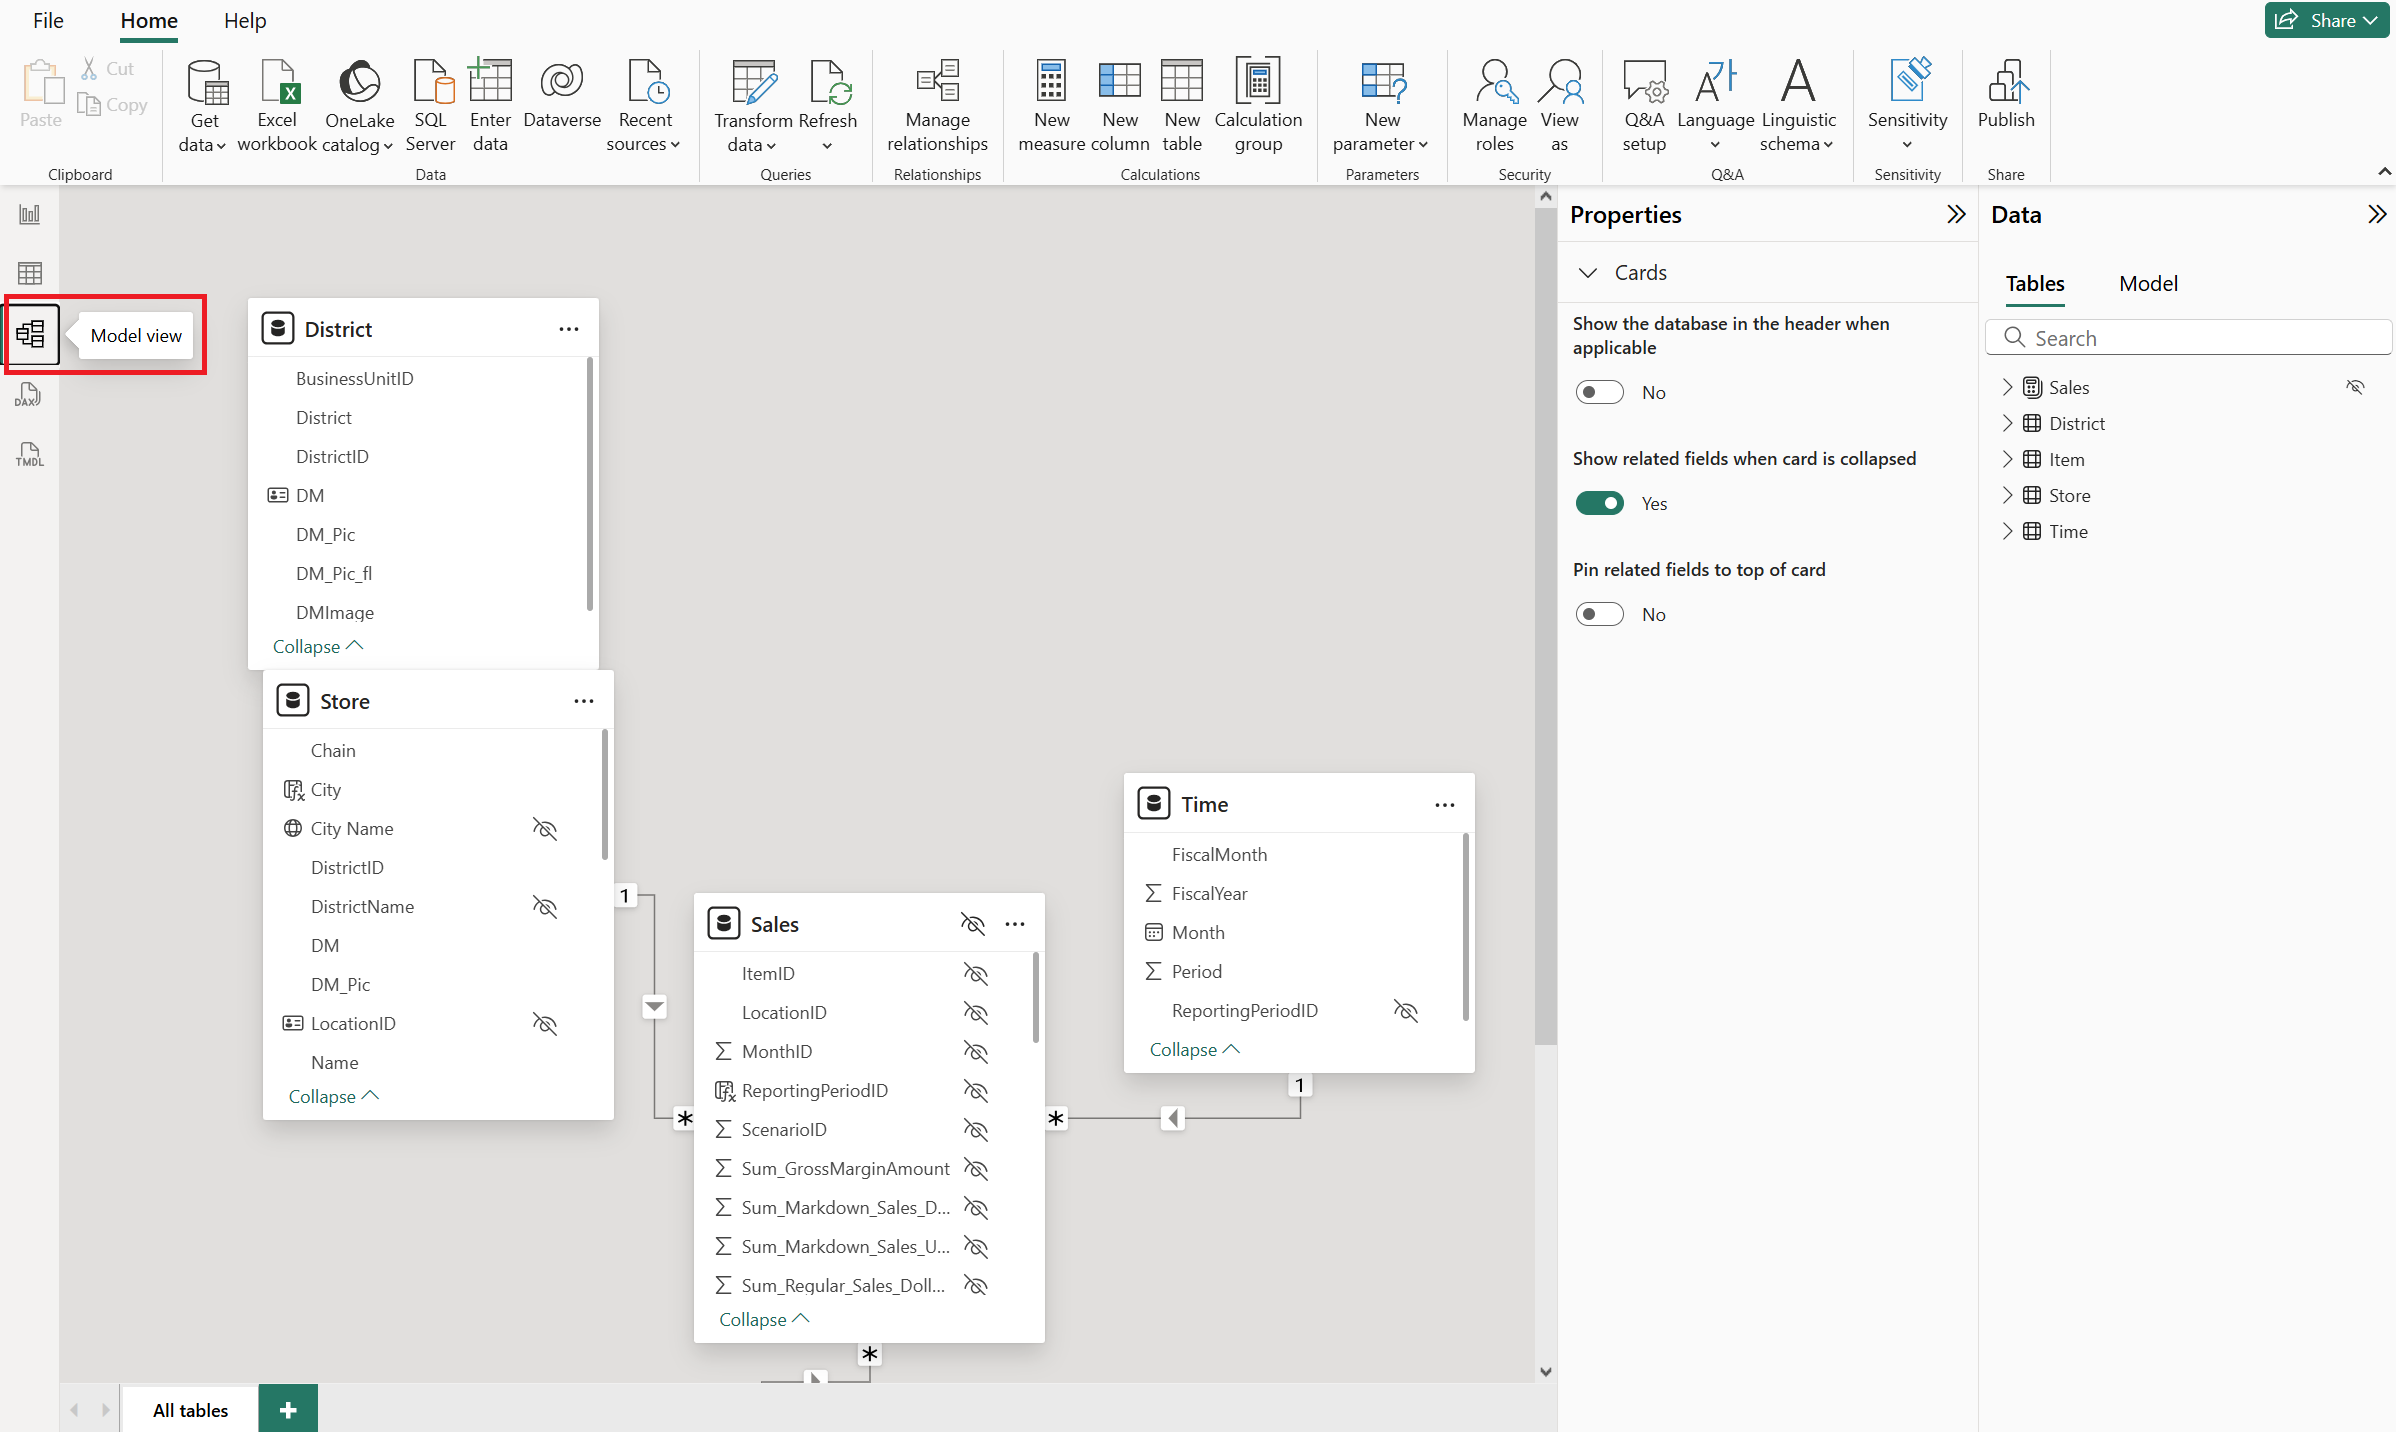 File
Home
Help
Share
Paste
Cut
Copy
Clipboard
Get data
Excel workbook
OneLake catalog
SQL Server
Enter data
Dataverse
Recent sources
Data
Transform data
Refresh
Queries
Manage relationships
Relationships
New measure
New column
New table
Calculation group
Calculations
New parameter
Parameters
Manage roles
View as
Security
Q&A setup
Language
Linguistic schema
Q&A
Sensitivity
Sensitivity
Publish
Share
Model view
DAX
TMDL
District
BusinessUnitID
District
DistrictID
DM
DM_Pic
DM_Pic_fl
DMImage
Collapse
Store
Chain
City
City Name
DistrictID
DistrictName
DM
DM_Pic
LocationID
Name
Collapse
1
*
Sales
ItemID
LocationID
MonthID
ReportingPeriodID
ScenarioID
Sum_GrossMarginAmount
Sum_Markdown_Sales_D...
Sum_Markdown_Sales_U...
Sum_Regular_Sales_Doll...
Collapse
*
*
Time
FiscalMonth
FiscalYear
Month
Period
ReportingPeriodID
Collapse
1
All tables
+
Properties
Cards
Show the database in the header when
applicable
No
Show related fields when card is collapsed
Yes
Pin related fields to top of card
No
Data
Tables
Model
Search
Sales
District
Item
Store
Time